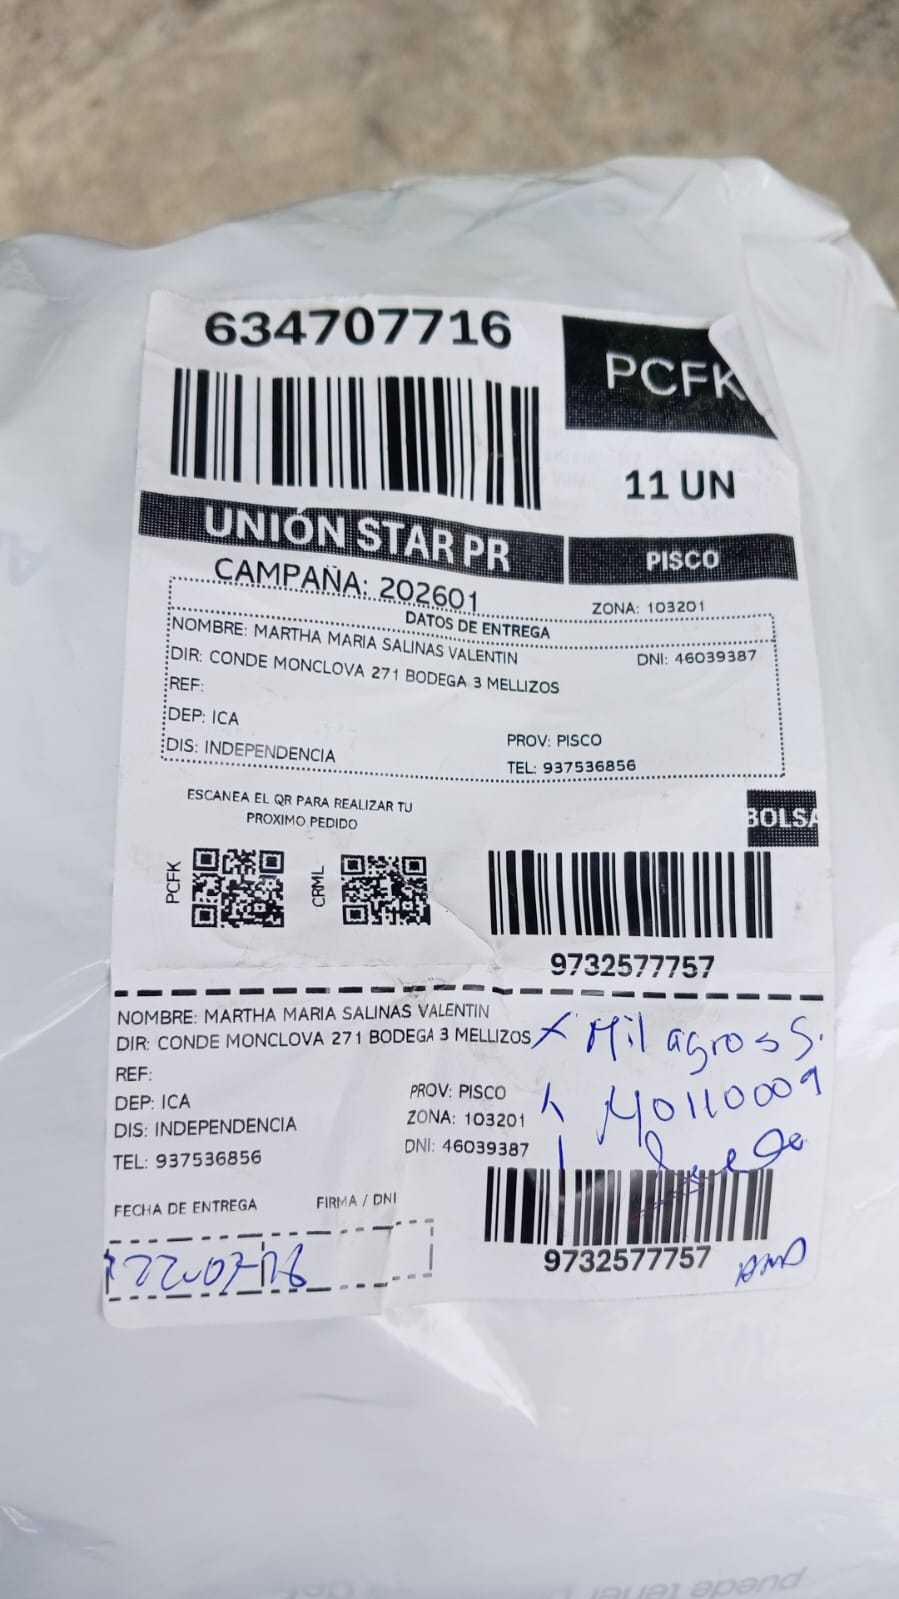 634707716
PCFK
11 UN
UNIÓN STAR PR
PISCO
CAMPAÑA: 202601
ZONA: 103201
DATOS DE ENTREGA
NOMBRE: MARTHA MARIA SALINAS VALENTIN
DNI: 46039387
DIR: CONDE MONCLOVA 271 BODEGA 3 MELLIZOS
REF:
DEP: ICA
PROV: PISCO
DIS: INDEPENDENCIA
TEL: 937536856
ESCANEA EL QR PARA REALIZAR TU
PROXIMO PEDIDO
BOLSA
PCFK
CRML
9732577757
NOMBRE: MARTHA MARIA SALINAS VALENTIN
DIR: CONDE MONCLOVA 271 BODEGA 3 MELLIZOS
X Milagros S.
REF:
DEP: ICA
PROV: PISCO
40110009
DIS: INDEPENDENCIA
ZONA: 103201
TEL: 937536856
DNI: 46039387
FECHA DE ENTREGA
FIRMA / DNI
9732577757
puede tener